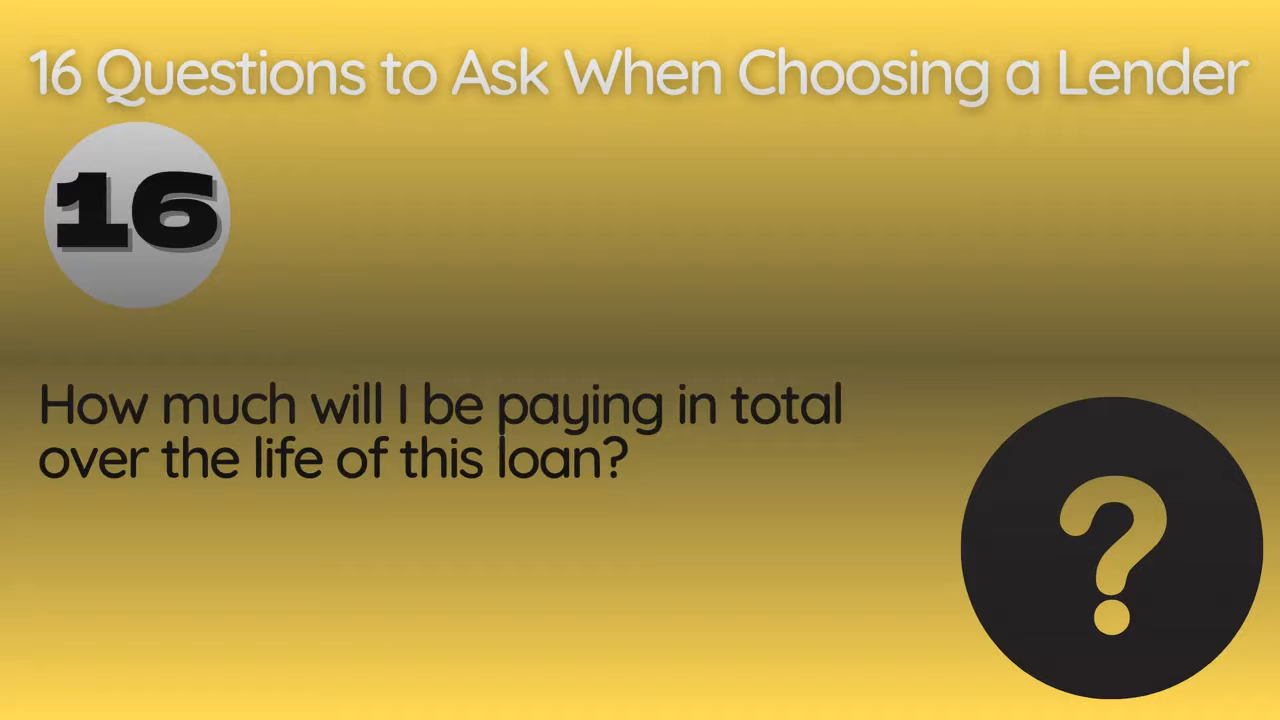 16 Questions to Ask When Choosing a Lender
16
How much will I be paying in total
over the life of this loan?
?